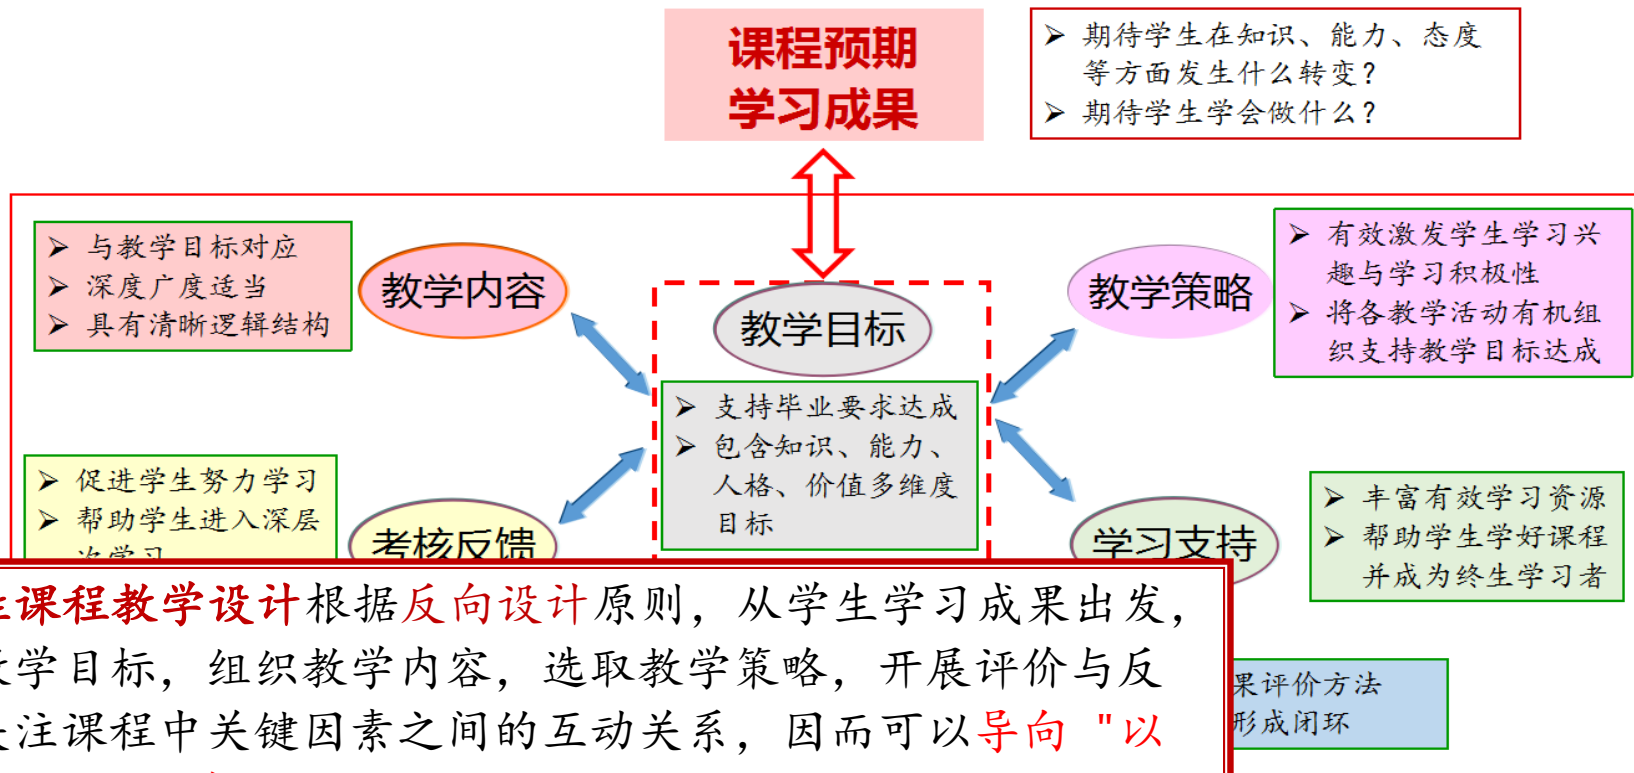 课程预期
学习成果
➢ 期待学生在知识、能力、态度
等方面发生什么转变?
➢ 期待学生学会做什么?
➢ 与教学目标对应
➢ 深度广度适当
➢ 具有清晰逻辑结构
教学内容
教学目标
➢ 支持毕业要求达成
➢ 包含知识、能力、
人格、价值多维度
目标
教学策略
➢ 有效激发学生学习兴
趣与学习积极性
➢ 将各教学活动有机组
织支持教学目标达成
➢ 促进学生努力学习
➢ 帮助学生进入深层
次学习
考核反馈
学习支持
➢ 丰富有效学习资源
➢ 帮助学生学好课程
并成为终生学习者
课程教学设计根据反向设计原则,从学生学习成果出发,
教学目标,组织教学内容,选取教学策略,开展评价与反
关注课程中关键因素之间的互动关系,因而可以导向 "以
果评价方法
形成闭环